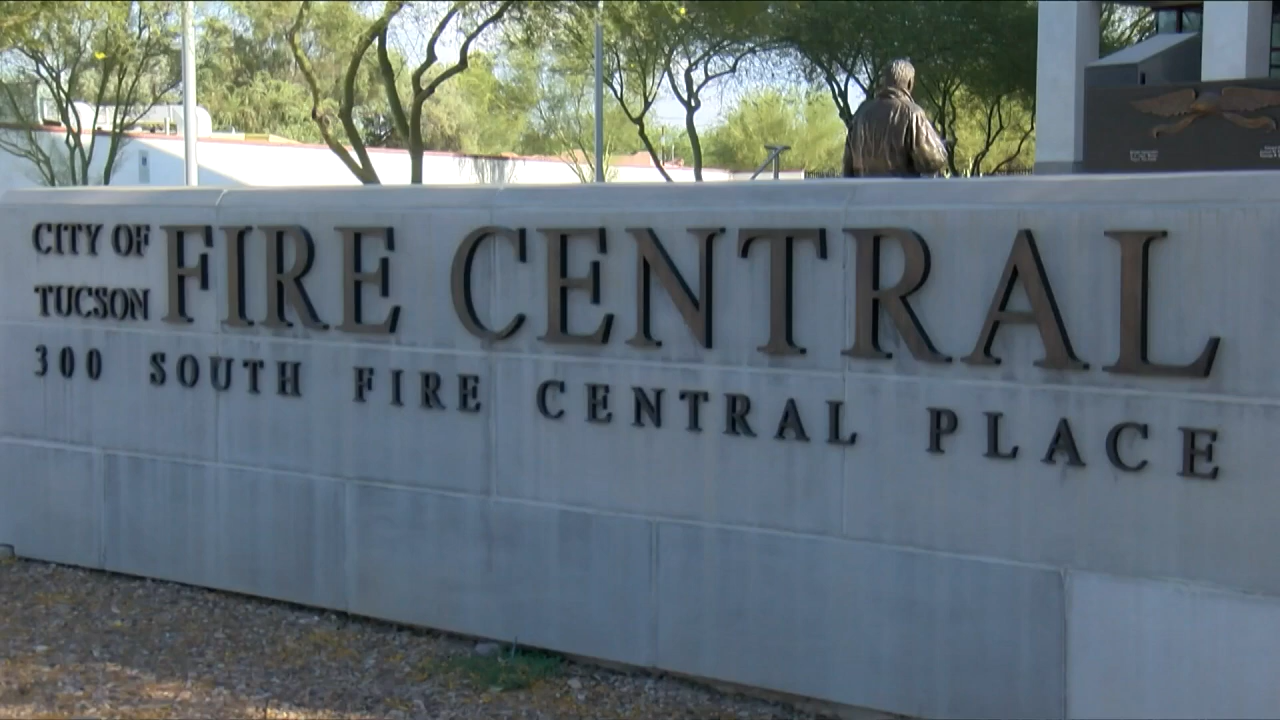 CITY OF
TUCSON
FIRE CENTRAL
300 SOUTH FIRE CENTRAL PLACE